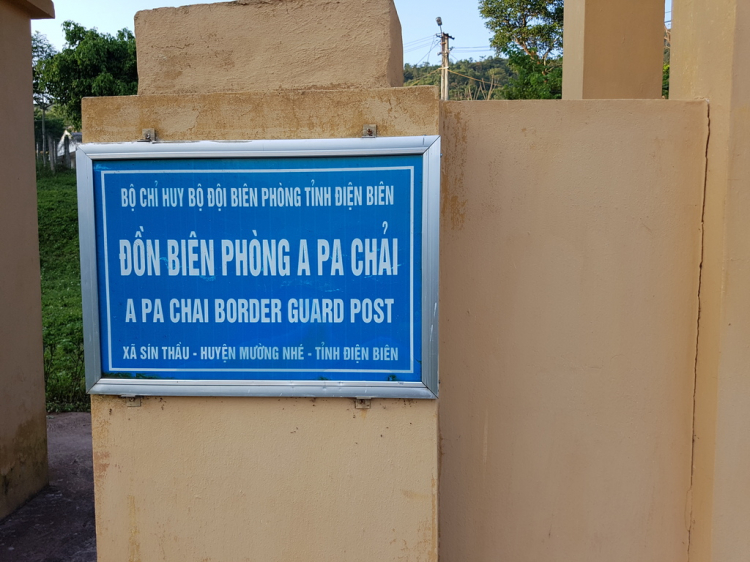 BỘ CHỈ HUY BỘ ĐỘI BIÊN PHÒNG TỈNH ĐIỆN BIÊN
ĐỒN BIÊN PHÒNG A PA CHẢI
A PA CHAI BORDER GUARD POST
XÃ SÍN THẦU - HUYỆN MƯỜNG NHÉ - TỈNH ĐIỆN BIÊN